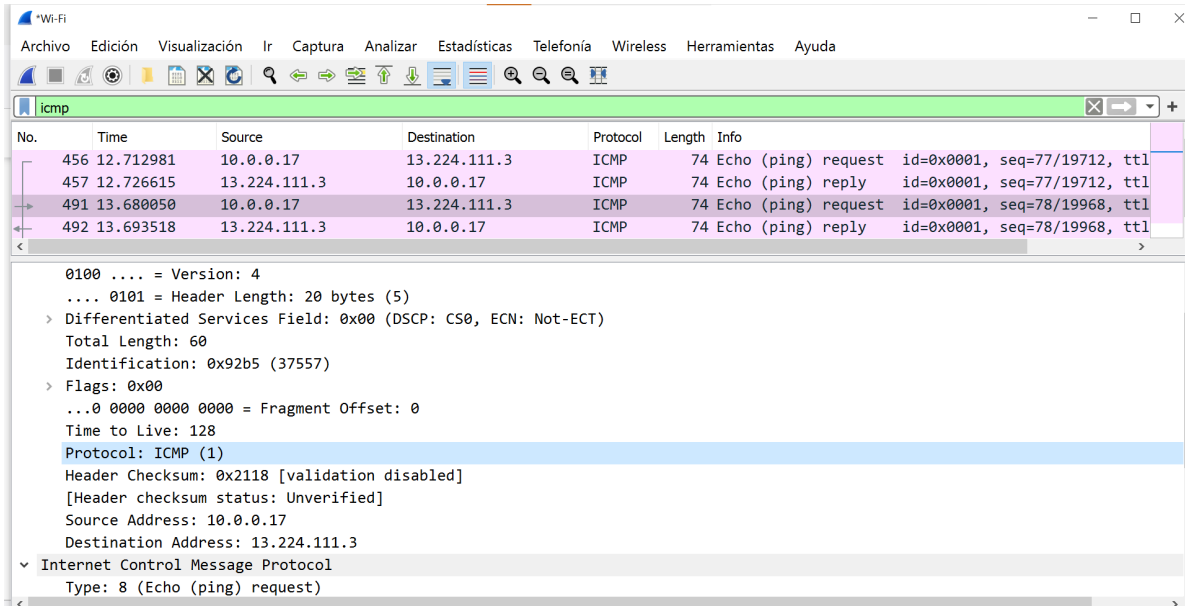 *Wi-Fi
Archivo Edición Visualización Ir Captura Analizar Estadísticas Telefonía Wireless Herramientas Ayuda
icmp
No. Time Source Destination Protocol Length Info
456 12.712981 10.0.0.17 13.224.111.3 ICMP 74 Echo (ping) request id=0x0001, seq=77/19712, ttl
457 12.726615 13.224.111.3 10.0.0.17 ICMP 74 Echo (ping) reply id=0x0001, seq=77/19712, ttl
491 13.680050 10.0.0.17 13.224.111.3 ICMP 74 Echo (ping) request id=0x0001, seq=78/19968, ttl
492 13.693518 13.224.111.3 10.0.0.17 ICMP 74 Echo (ping) reply id=0x0001, seq=78/19968, ttl
0100 .... = Version: 4
.... 0101 = Header Length: 20 bytes (5)
Differentiated Services Field: 0x00 (DSCP: CS0, ECN: Not-ECT)
Total Length: 60
Identification: 0x92b5 (37557)
Flags: 0x00
...0 0000 0000 0000 = Fragment Offset: 0
Time to Live: 128
Protocol: ICMP (1)
Header Checksum: 0x2118 [validation disabled]
[Header checksum status: Unverified]
Source Address: 10.0.0.17
Destination Address: 13.224.111.3
Internet Control Message Protocol
Type: 8 (Echo (ping) request)